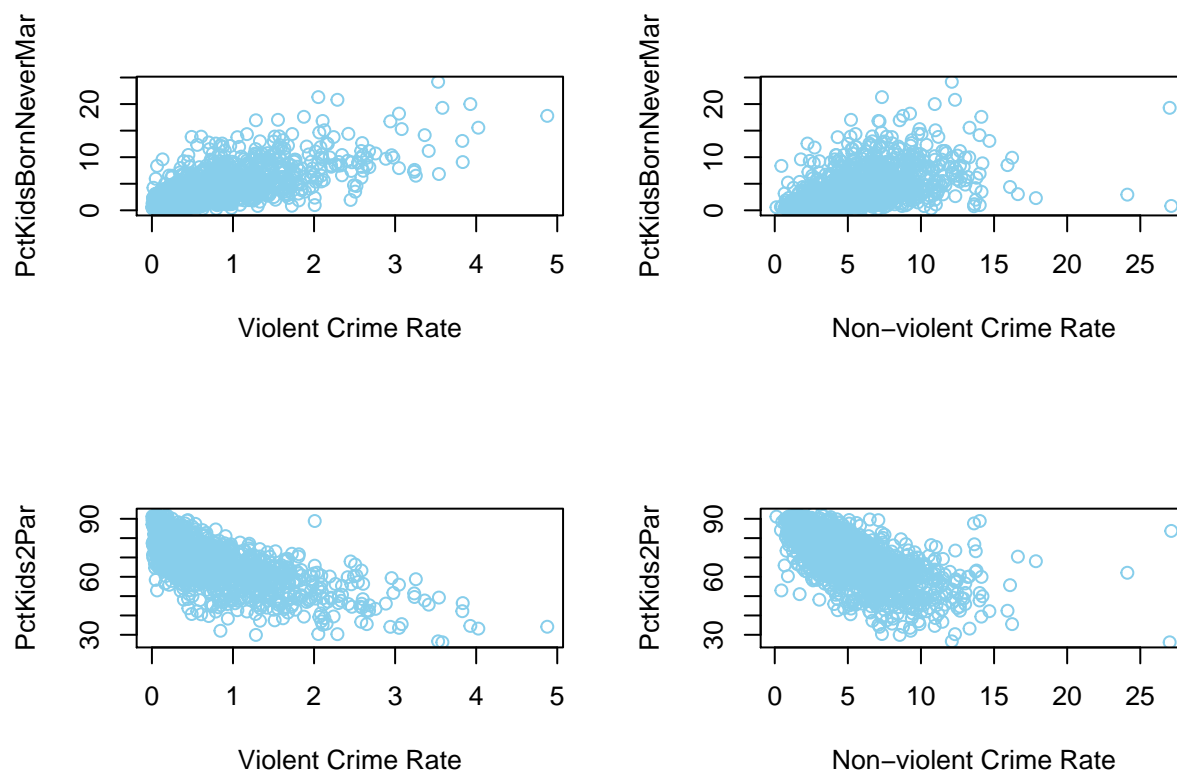 PctKidsBornNeverMar
0 10 20
0 1 2 3 4 5
Violent Crime Rate
PctKidsBornNeverMar
0 10 20
0 5 10 15 20 25
Non−violent Crime Rate
PctKids2Par
30 60 90
0 1 2 3 4 5
Violent Crime Rate
PctKids2Par
30 60 90
0 5 10 15 20 25
Non−violent Crime Rate